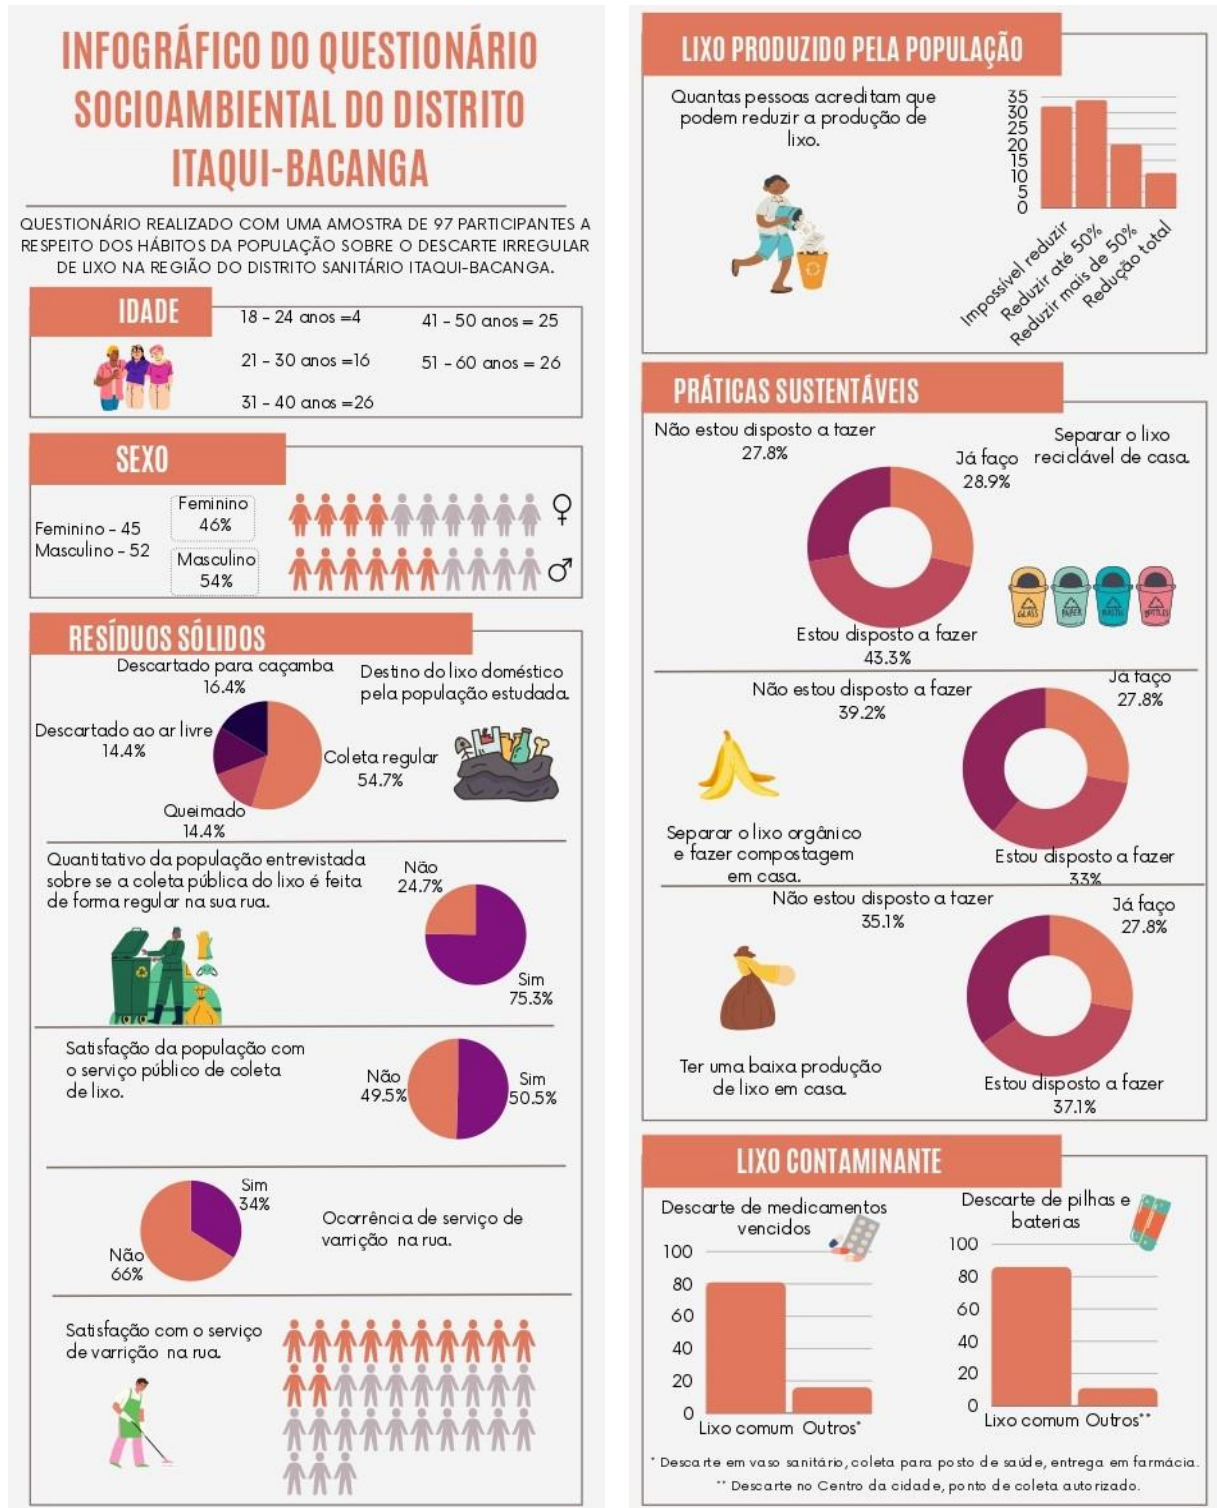 INFOGRÁFICO DO QUESTIONÁRIO
SOCIOAMBIENTAL DO DISTRITO
ITAQUI-BACANGA
QUESTIONÁRIO REALIZADO COM UMA AMOSTRA DE 97 PARTICIPANTES A
RESPEITO DOS HÁBITOS DA POPULAÇÃO SOBRE O DESCARTE IRREGULAR
DE LIXO NA REGIÃO DO DISTRITO SANITÁRIO ITAQUI-BACANGA.
IDADE
18 - 24 anos =4
21 - 30 anos =16
31 - 40 anos =26
41 - 50 anos = 25
51 - 60 anos = 26
SEXO
Feminino - 45
Masculino - 52
Feminino
46%
Masculino
54%
RESÍDUOS SÓLIDOS
Destino do lixo doméstico
pela população estudada.
Descartado para caçamba
16.4%
Descartado ao ar livre
14.4%
Coleta regular
54.7%
Queimado
14.4%
Quantitativo da população entrevistada
sobre se a coleta pública do lixo é feita
de forma regular na sua rua.
Não
24.7%
Sim
75.3%
Satisfação da população com
o serviço público de coleta
de lixo.
Não
49.5%
Sim
50.5%
Sim
34%
Não
66%
Ocorrência de serviço de
varrição na rua.
Satisfação com o serviço
de varrição na rua.
LIXO PRODUZIDO PELA POPULAÇÃO
Quantas pessoas acreditam que
podem reduzir a produção de
lixo.
35
30
25
20
15
10
5
0
Impossível reduzir
Reduzir até 50%
Reduzir mais de 50%
Redução total
PRÁTICAS SUSTENTÁVEIS
Separar o lixo
reciclável de casa.
Não estou disposto a fazer
27.8%
Já faço
28.9%
Estou disposto a fazer
43.3%
GLASS
PAPER
PLASTIC
BOTTLES
Não estou disposto a fazer
39.2%
Já faço
27.8%
Separar o lixo orgânico
e fazer compostagem
em casa.
Estou disposto a fazer
33%
Não estou disposto a fazer
35.1%
Já faço
27.8%
Ter uma baixa produção
de lixo em casa.
Estou disposto a fazer
37.1%
LIXO CONTAMINANTE
Descarte de medicamentos
vencidos
100
80
60
40
20
0
Lixo comum Outros*
Descarte de pilhas e
baterias
100
80
60
40
20
0
Lixo comum Outros**
* Descarte em vaso sanitário, coleta para posto de saúde, entrega em farmácia.
** Descarte no Centro da cidade, ponto de coleta autorizado.